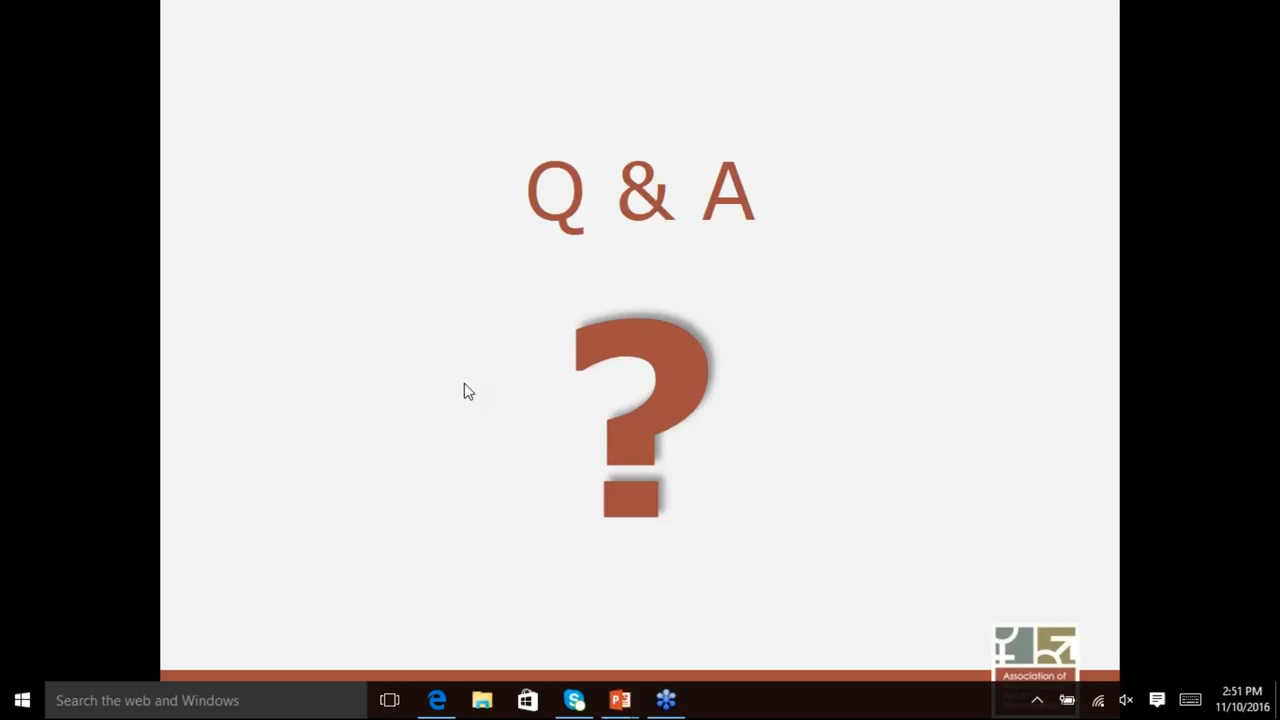 Q & A
?
Association of
Search the web and Windows
2:51 PM
11/10/2016